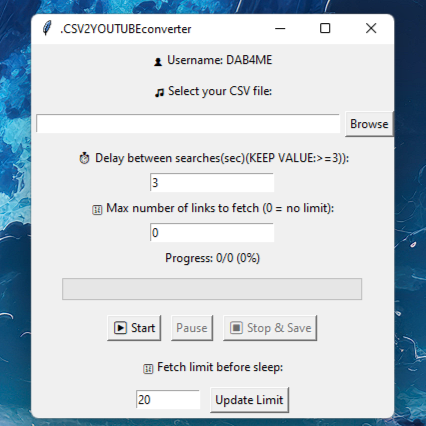 .CSV2YOUTUBEconverter
Username: DAB4ME
Select your CSV file:
Browse
Delay between searches(sec)(KEEP VALUE:>=3)):
3
Max number of links to fetch (0 = no limit):
0
Progress: 0/0 (0%)
Start Pause Stop & Save
Fetch limit before sleep:
20 Update Limit